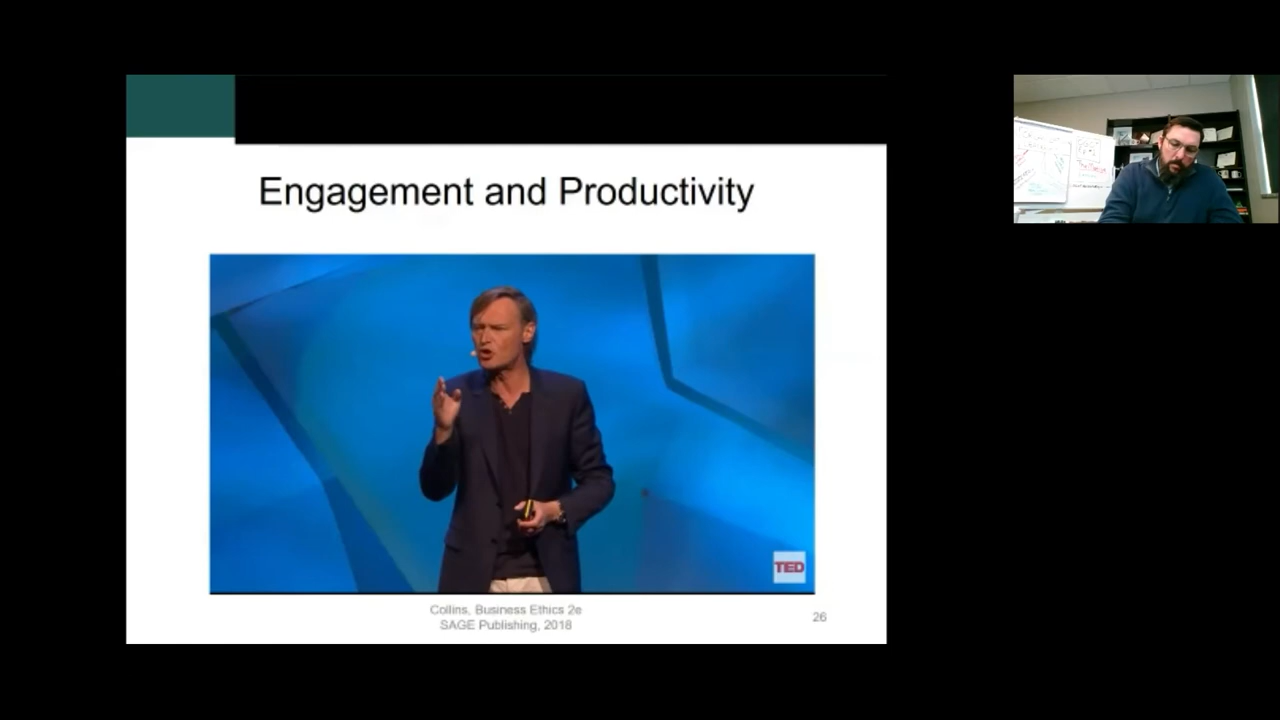 Engagement and Productivity
TED
Collins, Business Ethics 2e
SAGE Publishing, 2018
26